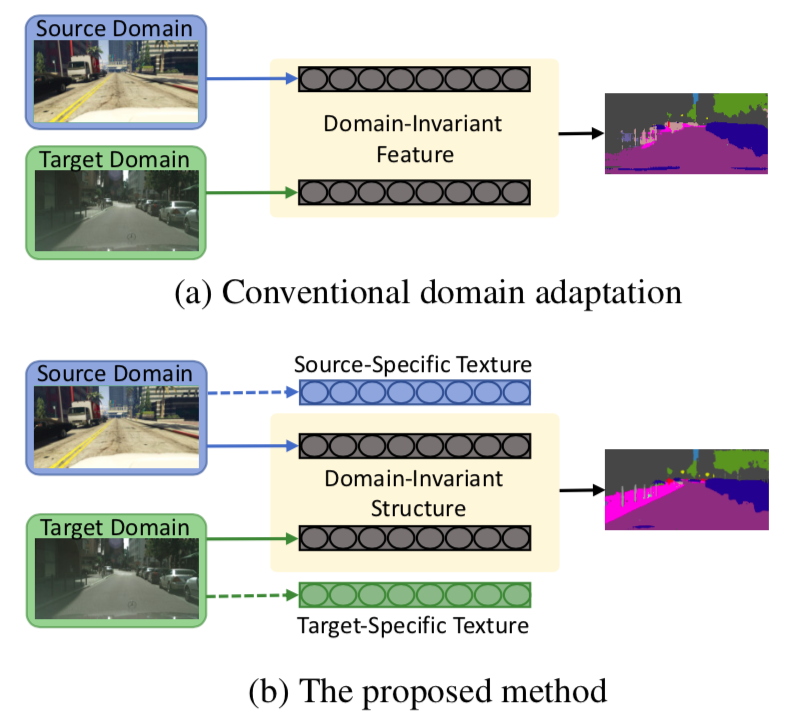 Source Domain
Domain-Invariant
Feature
Target Domain
(a) Conventional domain adaptation
Source Domain
Source-Specific Texture
Domain-Invariant
Structure
Target Domain
Target-Specific Texture
(b) The proposed method